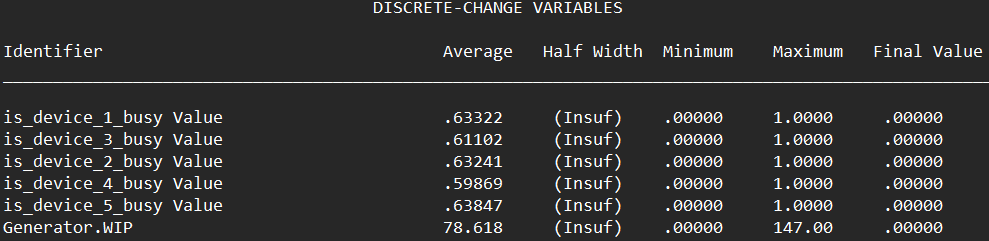 DISCRETE-CHANGE VARIABLES
Identifier Average Half Width Minimum Maximum Final Value
is_device_1_busy Value .63322 (Insuf) .00000 1.0000 .00000
is_device_3_busy Value .61102 (Insuf) .00000 1.0000 .00000
is_device_2_busy Value .63241 (Insuf) .00000 1.0000 .00000
is_device_4_busy Value .59869 (Insuf) .00000 1.0000 .00000
is_device_5_busy Value .63847 (Insuf) .00000 1.0000 .00000
Generator.WIP 78.618 (Insuf) .00000 147.00 .00000